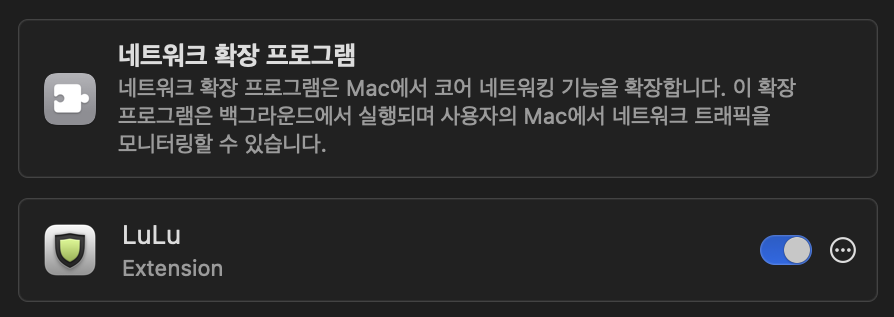 네트워크 확장 프로그램
네트워크 확장 프로그램은 Mac에서 코어 네트워킹 기능을 확장합니다. 이 확장
프로그램은 백그라운드에서 실행되며 사용자의 Mac에서 네트워크 트래픽을
모니터링할 수 있습니다.
LuLu
Extension